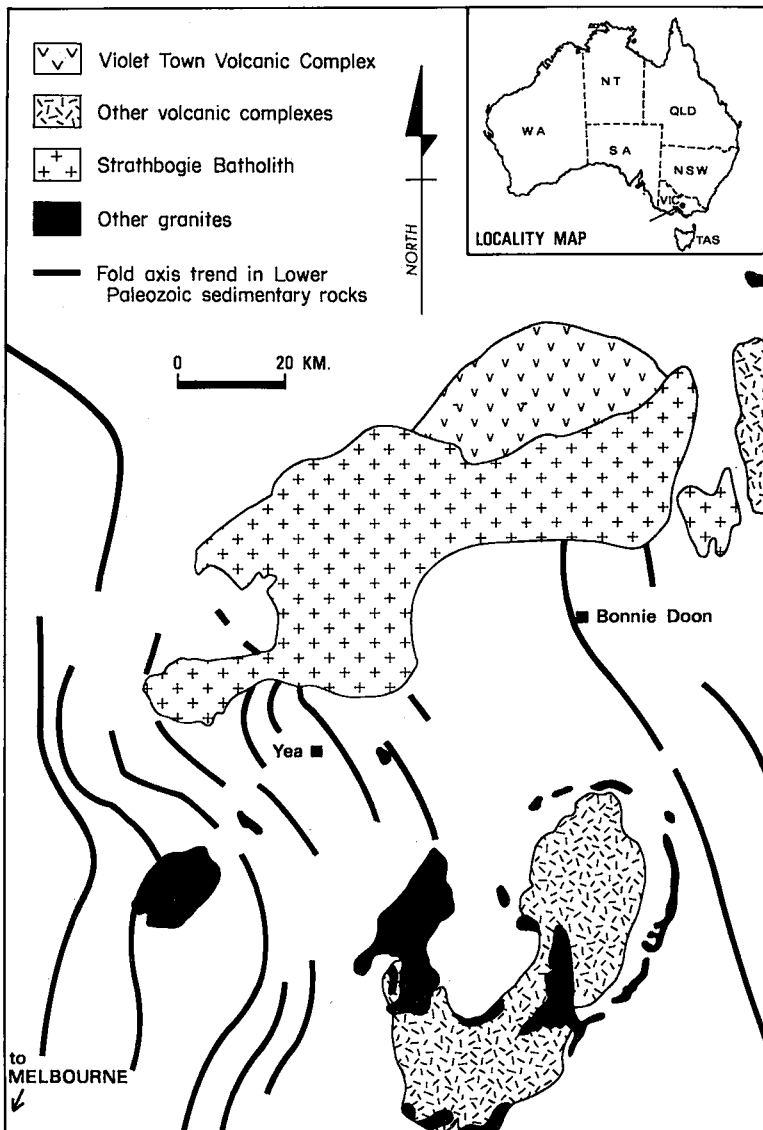 Violet Town Volcanic Complex
Other volcanic complexes
Strathbogie Batholith
Other granites
Fold axis trend in Lower
Paleozoic sedimentary rocks
NORTH
WA
NT
QLD
SA
NSW
VIC
TAS
LOCALITY MAP
0 20 KM.
Bonnie Doon
Yea
to
MELBOURNE